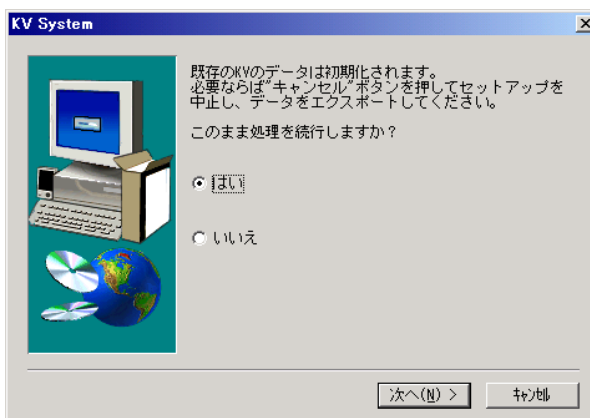 KV System
既存のKVのデータは初期化されます。
必要ならば"キャンセル"ボタンを押してセットアップを
中止し、データをエクスポートしてください。
このまま処理を続行しますか？
はい
いいえ
次へ(N) >
ｷｬﾝｾﾙ